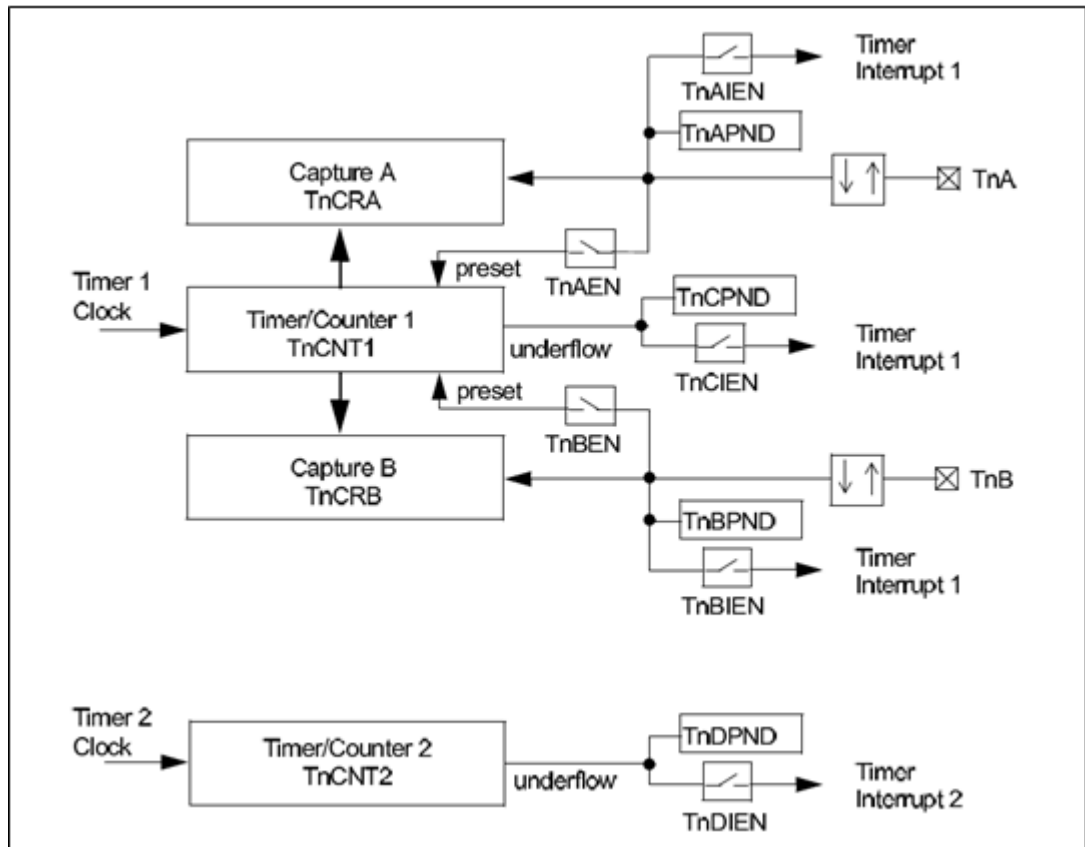 Timer
Interrupt 1
TnAIEN
TnAPND
Capture A
TnCRA
TnA
preset
TnAEN
Timer 1
Clock
TnCPND
Timer/Counter 1
TnCNT1
underflow
Timer
Interrupt 1
TnCIEN
preset
TnBEN
Capture B
TnCRB
TnB
TnBPND
Timer
Interrupt 1
TnBIEN
Timer 2
Clock
TnDPND
Timer/Counter 2
TnCNT2
underflow
Timer
Interrupt 2
TnDIEN